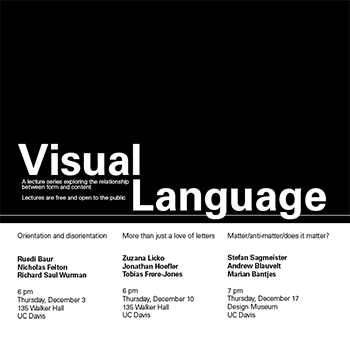 Visual
A lecture series exploring the relationship
between form and content
Lectures are free and open to the public
Language
Orientation and disorientation
Ruedi Baur
Nicholas Felton
Richard Saul Wurman
6 pm
Thursday, December 3
135 Walker Hall
UC Davis
More than just a love of letters
Zuzana Licko
Jonathan Hoefler
Tobias Frere-Jones
6 pm
Thursday, December 10
135 Walker Hall
UC Davis
Matter/anti-matter/does it matter?
Stefan Sagmeister
Andrew Blauvelt
Marian Bantjes
7 pm
Thursday, December 17
Design Museum
UC Davis